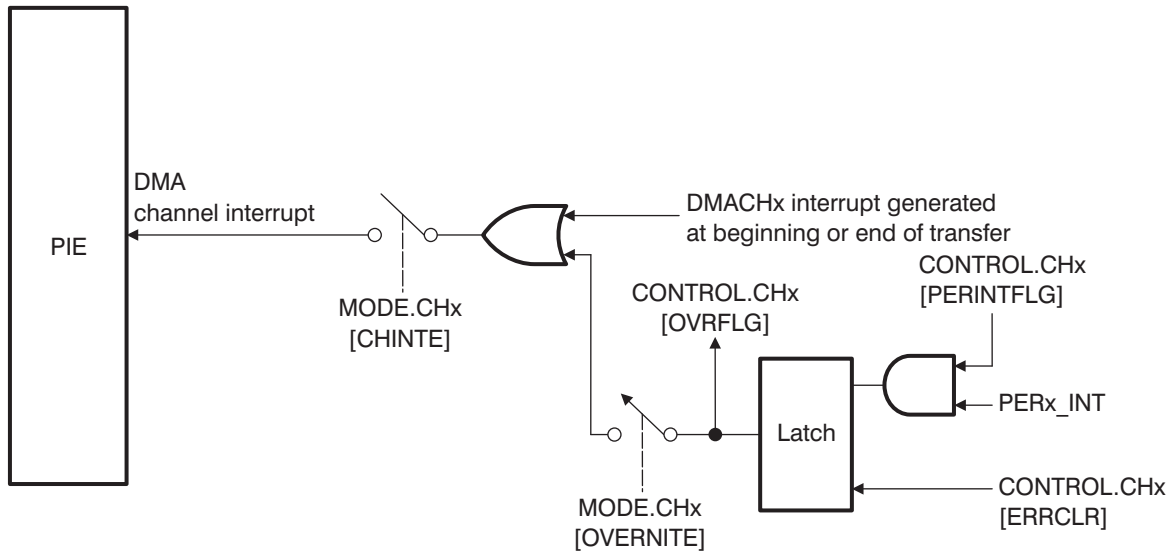 PIE
DMA
channel interrupt
MODE.CHx
[CHINTE]
DMACHx interrupt generated
at beginning or end of transfer
CONTROL.CHx
[OVRFLG]
CONTROL.CHx
[PERINTFLG]
PERx_INT
Latch
CONTROL.CHx
[ERRCLR]
MODE.CHx
[OVERNITE]